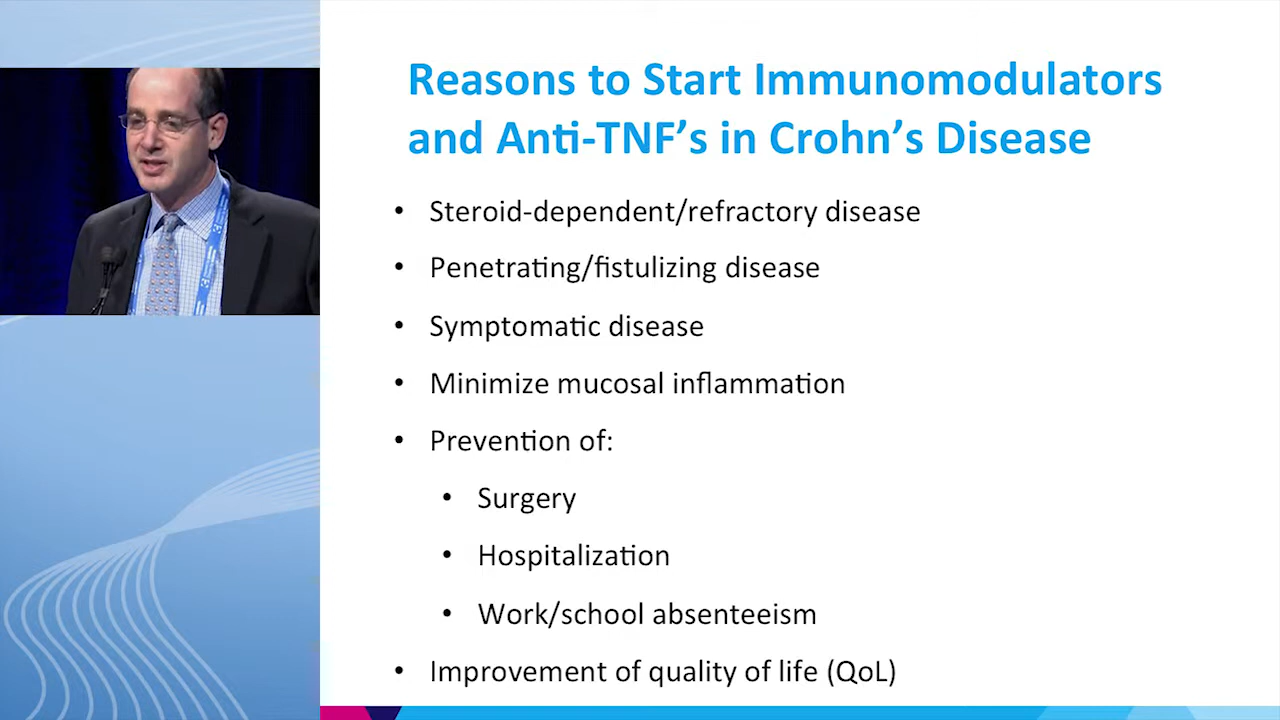 Reasons to Start Immunomodulators
and Anti-TNF's in Crohn's Disease
• Steroid-dependent/refractory disease
• Penetrating/fistulizing disease
• Symptomatic disease
• Minimize mucosal inflammation
• Prevention of:
• Surgery
• Hospitalization
• Work/school absenteeism
• Improvement of quality of life (QoL)